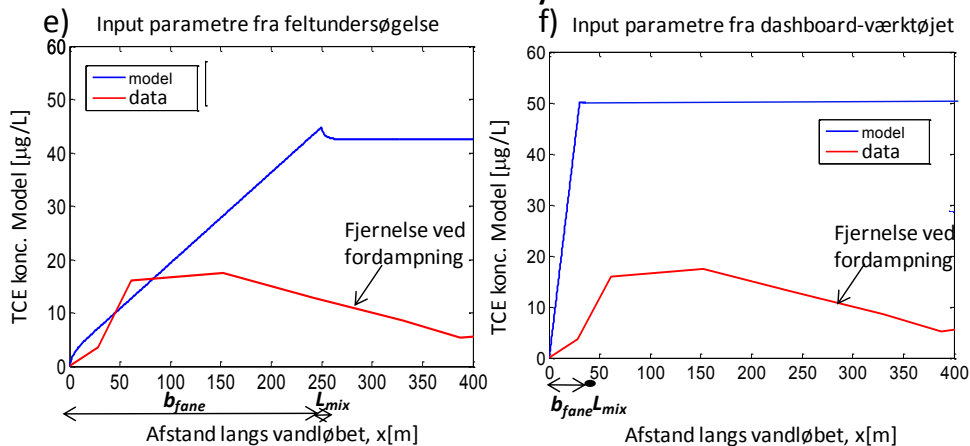 e) Input parametre fra feltundersøgelse
TCE konc. Model [µg/L]
60
50
40
30
20
10
0
model
data
Fjernelse ved
fordampning
0 50 100 150 200 250 300 350 400
b_fane L_mix
Afstand langs vandløbet, x[m]
f) Input parametre fra dashboard-værktøjet
TCE konc. Model [µg/L]
60
50
40
30
20
10
0
model
data
Fjernelse ved
fordampning
0 50 100 150 200 250 300 350 400
b_fane L_mix
Afstand langs vandløbet, x[m]